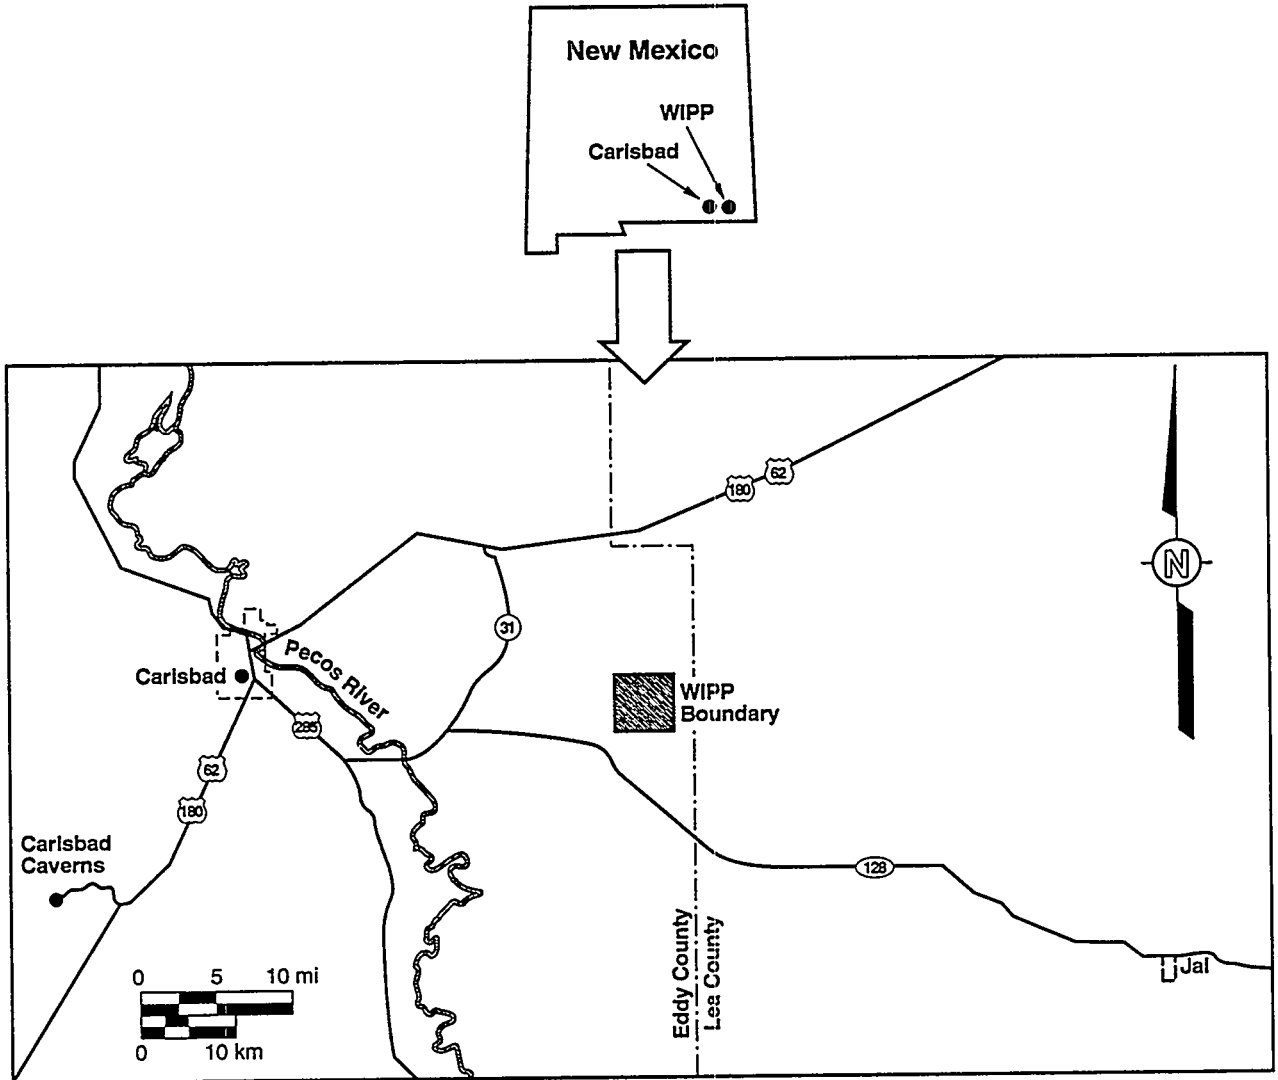 New Mexico
WIPP
Carlsbad
180
62
N
31
Pecos River
Carlsbad
285
WIPP
Boundary
62
180
Carlsbad
Caverns
128
Eddy County
Lea County
Jal
0 5 10 mi
0 10 km